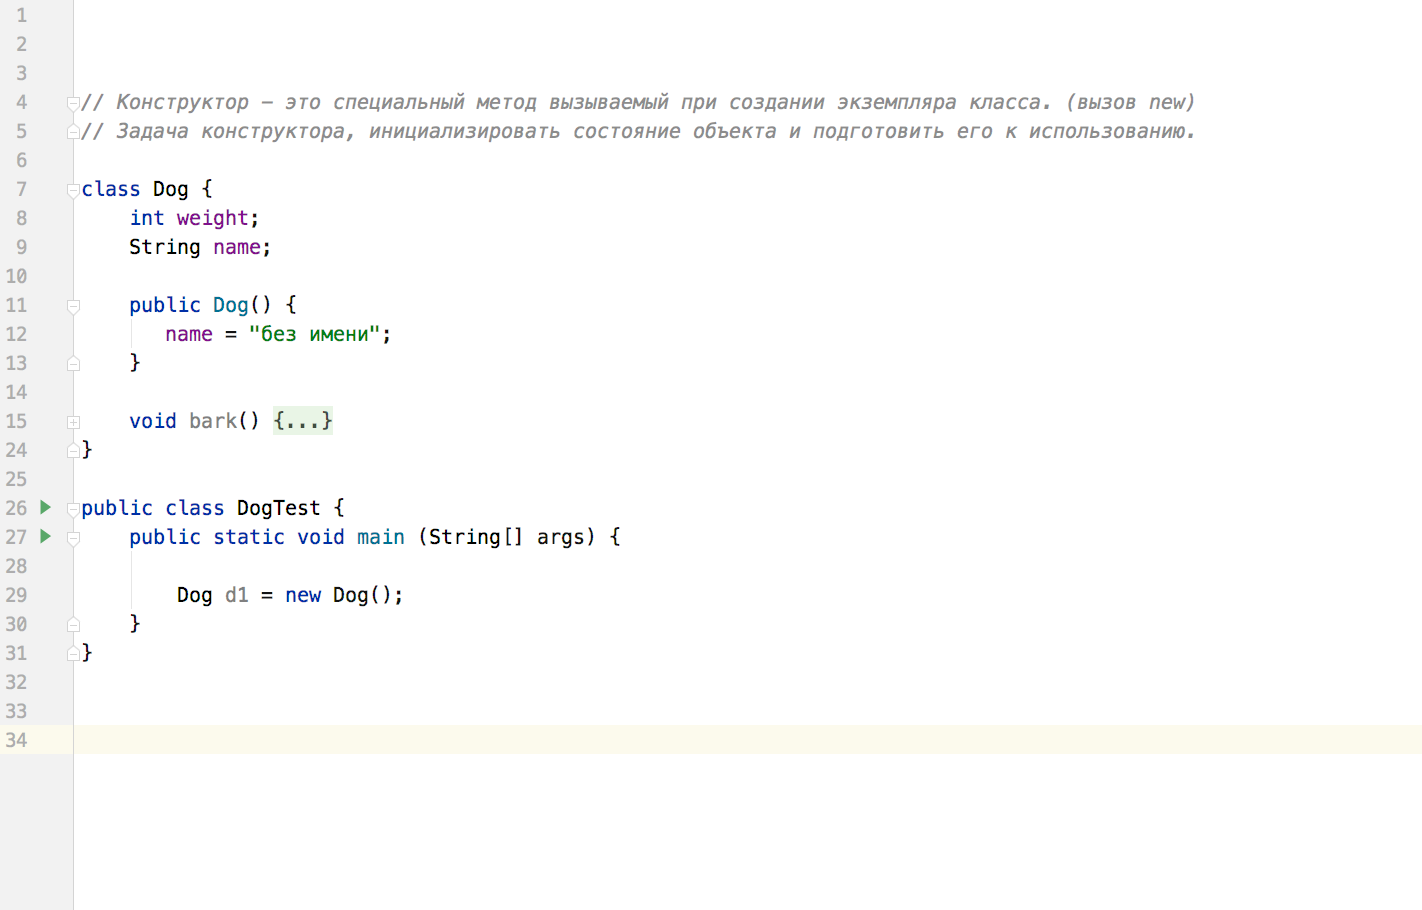 1
2
3
4 // Конструктор – это специальный метод вызываемый при создании экземпляра класса. (вызов new)
5 // Задача конструктора, инициализировать состояние объекта и подготовить его к использованию.
6
7 class Dog {
8 int weight;
9 String name;
10
11 public Dog() {
12 name = "без имени";
13 }
14
15 void bark() {...}
24 }
25
26 public class DogTest {
27 public static void main (String[] args) {
28
29 Dog d1 = new Dog();
30 }
31 }
32
33
34